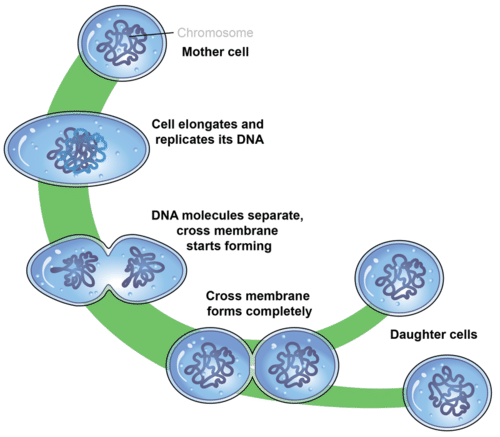 Chromosome
Mother cell
Cell elongates and
replicates its DNA
DNA molecules separate,
cross membrane
starts forming
Cross membrane
forms completely
Daughter cells